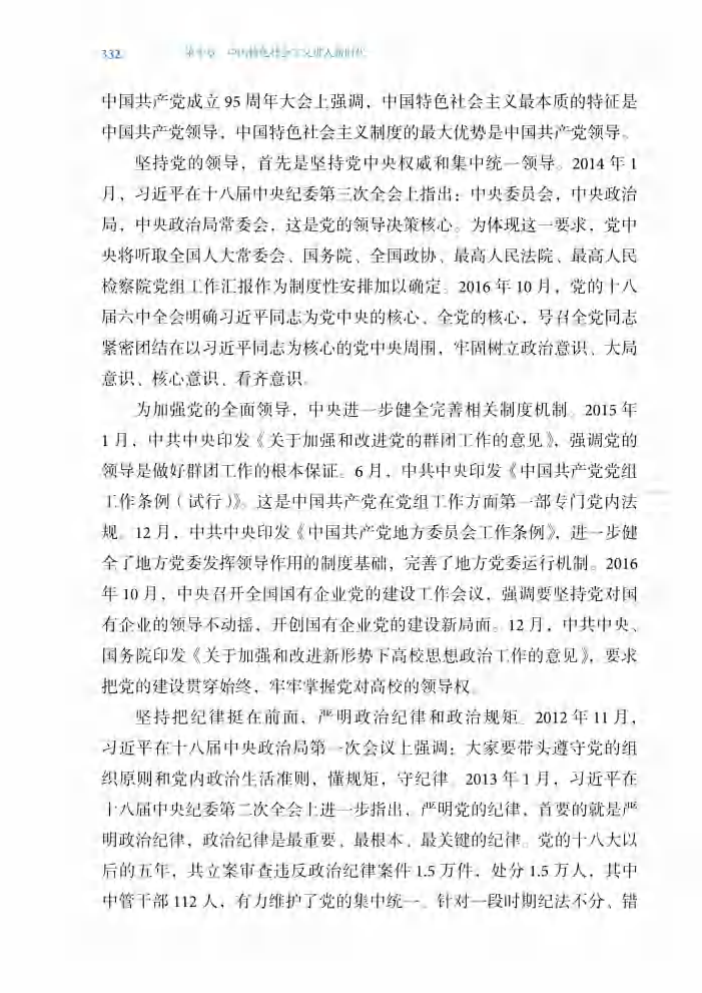 332
中国共产党成立 95 周年大会上强调，中国特色社会主义最本质的特征是
中国共产党领导，中国特色社会主义制度的最大优势是中国共产党领导。
坚持党的领导，首先是坚持党中央权威和集中统一领导。2014 年 1
月，习近平在十八届中央纪委第三次全会上指出：中央委员会，中央政治
局，中央政治局常委会，这是党的领导决策核心。为体现这一要求，党中
央将听取全国人大常委会、国务院、全国政协、最高人民法院、最高人民
检察院党组工作汇报作为制度性安排加以确定。2016 年 10 月，党的十八
届六中全会明确习近平同志为党中央的核心、全党的核心，号召全党同志
紧密团结在以习近平同志为核心的党中央周围，牢固树立政治意识、大局
意识、核心意识、看齐意识。
为加强党的全面领导，中央进一步健全完善相关制度机制。2015 年
1 月，中共中央印发《关于加强和改进党的群团工作的意见》，强调党的
领导是做好群团工作的根本保证。6 月，中共中央印发《中国共产党党组
工作条例（试行）》。这是中国共产党在党组工作方面第一部专门党内法
规。12 月，中共中央印发《中国共产党地方委员会工作条例》，进一步健
全了地方党委发挥领导作用的制度基础，完善了地方党委运行机制。2016
年 10 月，中央召开全国国有企业党的建设工作会议，强调要坚持党对国
有企业的领导不动摇，开创国有企业党的建设新局面。12 月，中共中央、
国务院印发《关于加强和改进新形势下高校思想政治工作的意见》，要求
把党的建设贯穿始终，牢牢掌握党对高校的领导权。
坚持把纪律挺在前面，严明政治纪律和政治规矩。2012 年 11 月，
习近平在十八届中央政治局第一次会议上强调：大家要带头遵守党的组
织原则和党内政治生活准则，懂规矩，守纪律。2013 年 1 月，习近平在
十八届中央纪委第二次全会上进一步指出，严明党的纪律，首要的就是严
明政治纪律，政治纪律是最重要、最根本、最关键的纪律。党的十八大以
后的五年，共立案审查违反政治纪律案件 1.5 万件，处分 1.5 万人，其中
中管干部 112 人，有力维护了党的集中统一。针对一段时期纪法不分、错